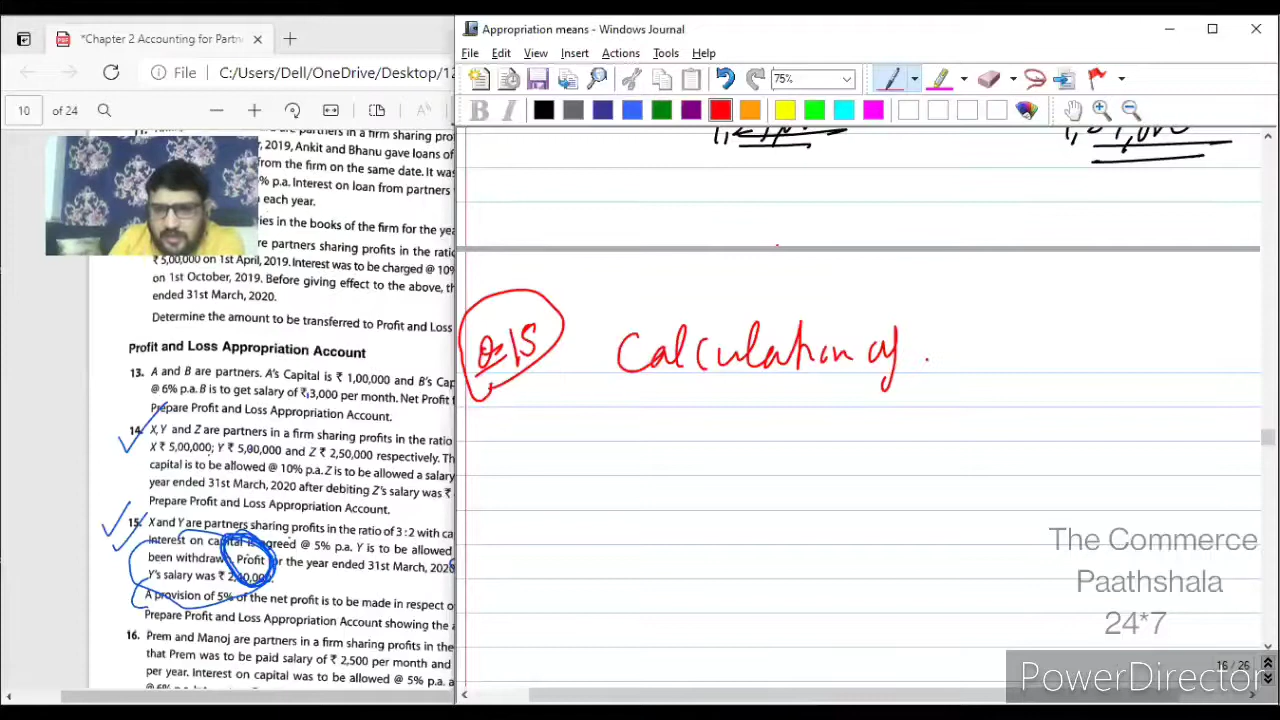 *Chapter 2 Accounting for Partn
File
C:/Users/Dell/OneDrive/Desktop/12
10 of 24
are partners in a firm sharing pro
, 2019, Ankit and Bhanu gave loans of
from the firm on the same date. It was
% p.a. Interest on loan from partners
each year.
ies in the books of the firm for the yea
re partners sharing profits in the ratio
₹ 5,00,000 on 1st April, 2019. Interest was to be charged @ 10%
on 1st October, 2019. Before giving effect to the above, th
ended 31st March, 2020.
Determine the amount to be transferred to Profit and Loss
Profit and Loss Appropriation Account
13. A and B are partners. A's Capital is ₹ 1,00,000 and B's Cap
@ 6% p.a. B is to get salary of ₹ 3,000 per month. Net Profit f
Prepare Profit and Loss Appropriation Account.
14. X, Y and Z are partners in a firm sharing profits in the ratio
X ₹ 5,00,000; Y ₹ 5,00,000 and Z ₹ 2,50,000 respectively. Th
capital is to be allowed @ 10% p.a. Z is to be allowed a salary
year ended 31st March, 2020 after debiting Z's salary was ₹
Prepare Profit and Loss Appropriation Account.
15. X and Y are partners sharing profits in the ratio of 3 : 2 with ca
Interest on capital is agreed @ 5% p.a. Y is to be allowed
been withdrawn. Profit for the year ended 31st March, 2020
Y's salary was ₹
A provision of 5% of the net profit is to be made in respect o
Prepare Profit and Loss Appropriation Account showing the a
16. Prem and Manoj are partners in a firm sharing profits in the
that Prem was to be paid salary of ₹ 2,500 per month and
per year. Interest on capital was to be allowed @ 5% p.a. a
Appropriation means - Windows Journal
File Edit View Insert Actions Tools Help
75%
B I
Q=15 Calculation of
The Commerce
Paathshala
24*7
16 / 26
PowerDirector